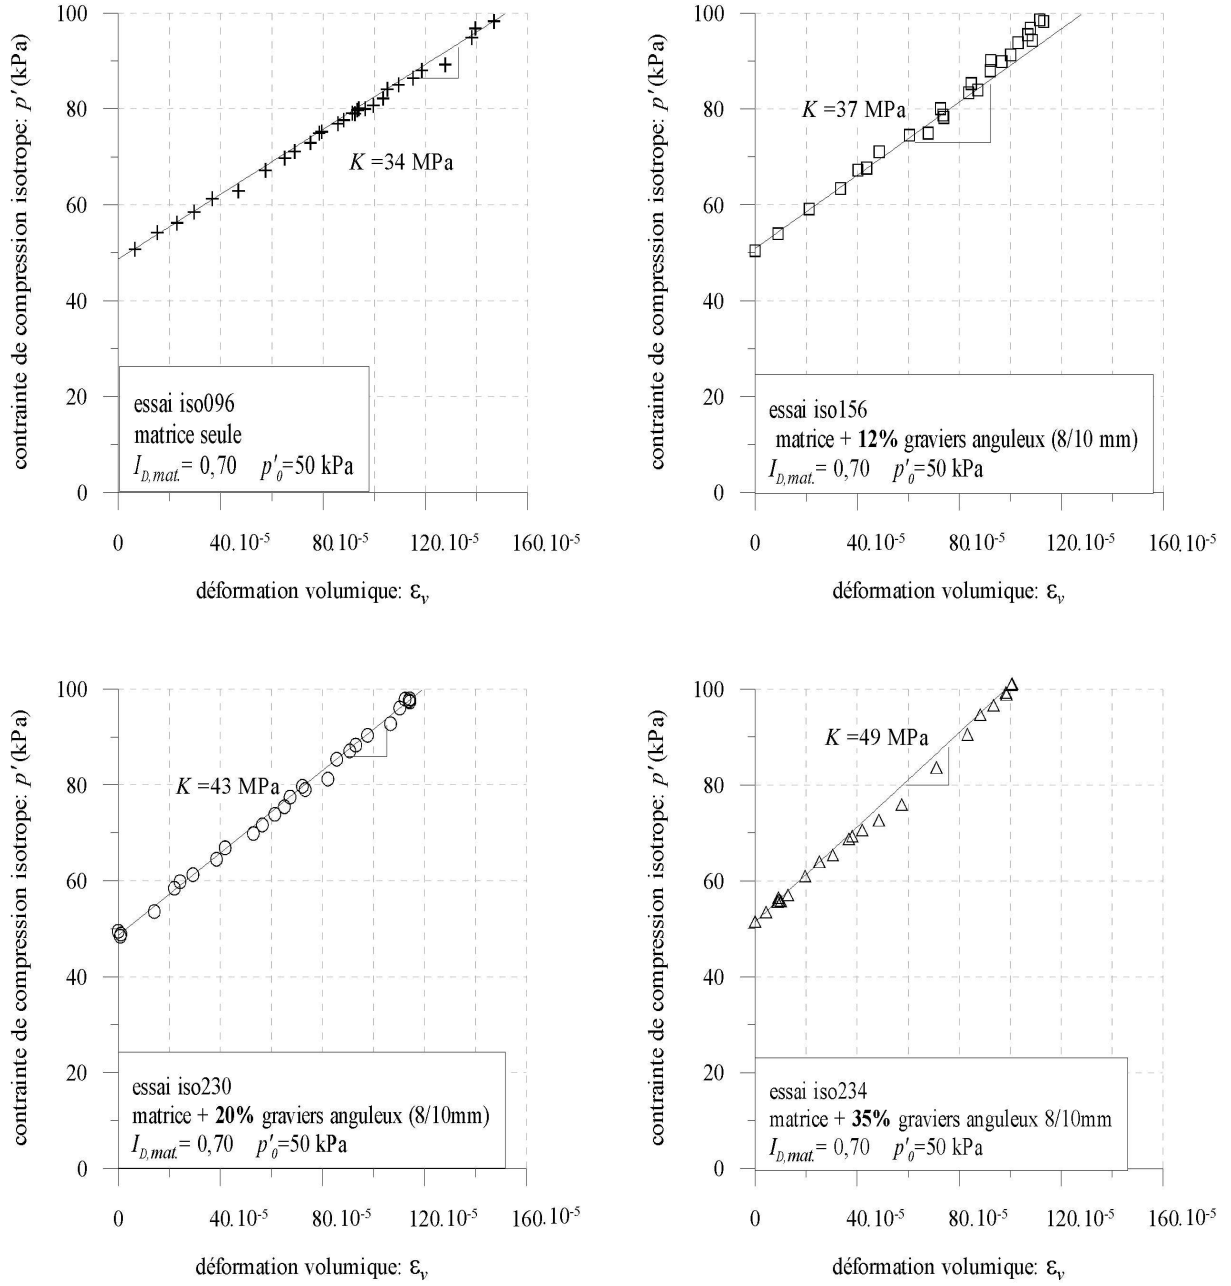 contrainte de compression isotrope: p' (kPa)
100
80
60
40
20
0
K =34 MPa
essai iso096
matrice seule
I_D,mat.= 0,70 p'_0=50 kPa
0 40.10⁻⁵ 80.10⁻⁵ 120.10⁻⁵ 160.10⁻⁵
déformation volumique: ε_v
contrainte de compression isotrope: p' (kPa)
100
80
60
40
20
0
K =37 MPa
essai iso156
matrice + 12% graviers anguleux (8/10 mm)
I_D,mat.= 0,70 p'_0=50 kPa
0 40.10⁻⁵ 80.10⁻⁵ 120.10⁻⁵ 160.10⁻⁵
déformation volumique: ε_v
contrainte de compression isotrope: p' (kPa)
100
80
60
40
20
0
K =43 MPa
essai iso230
matrice + 20% graviers anguleux (8/10mm)
I_D,mat.= 0,70 p'_0=50 kPa
0 40.10⁻⁵ 80.10⁻⁵ 120.10⁻⁵ 160.10⁻⁵
déformation volumique: ε_v
contrainte de compression isotrope: p' (kPa)
100
80
60
40
20
0
K =49 MPa
essai iso234
matrice + 35% graviers anguleux 8/10mm
I_D,mat.= 0,70 p'_0=50 kPa
0 40.10⁻⁵ 80.10⁻⁵ 120.10⁻⁵ 160.10⁻⁵
déformation volumique: ε_v